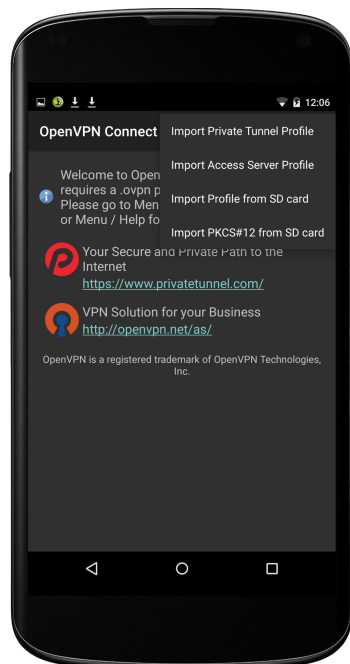 12:06
OpenVPN Connect
Import Private Tunnel Profile
Import Access Server Profile
Import Profile from SD card
Import PKCS#12 from SD card
Welcome to Open
requires a .ovpn p
Please go to Men
or Menu / Help fo
Your Secure and Private Path to the
Internet
https://www.privatetunnel.com/
VPN Solution for your Business
http://openvpn.net/as/
OpenVPN is a registered trademark of OpenVPN Technologies,
Inc.